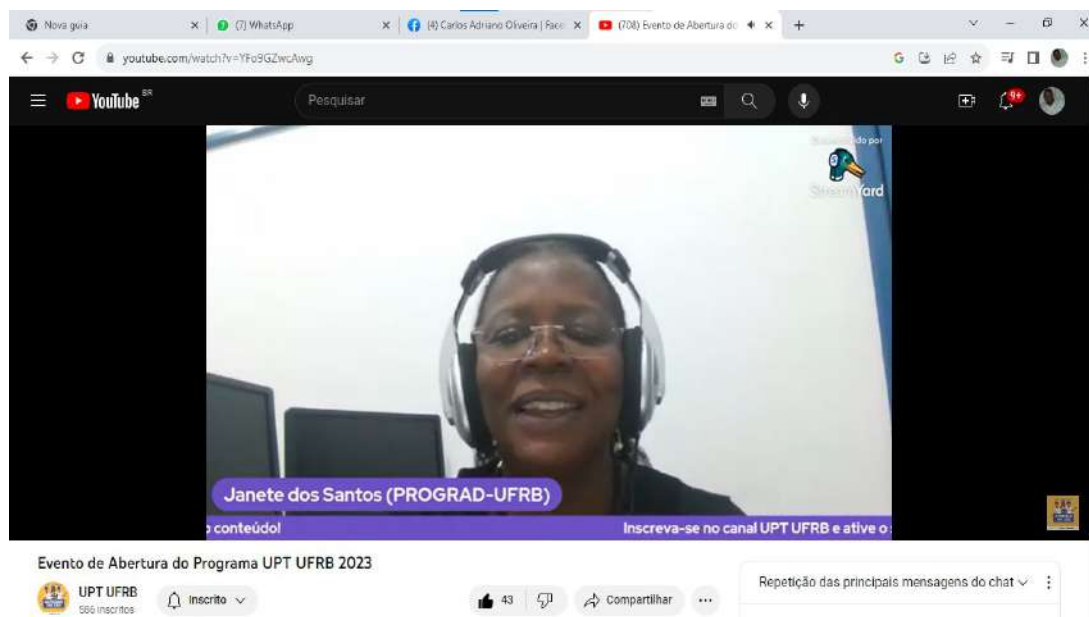 Nova guia
(7) WhatsApp
(4) Carlos Adriano Oliveira | Face
(708) Evento de Abertura do
youtube.com/watch?v=YFo9GZwcAwg
YouTube BR
Pesquisar
9+
StreamYard
Janete dos Santos (PROGRAD-UFRB)
conteúdo!
Inscreva-se no canal UPT UFRB e ative o
Evento de Abertura do Programa UPT UFRB 2023
UPT UFRB
inscritos
Inscrito
43
Compartilhar
Repetição das principais mensagens do chat